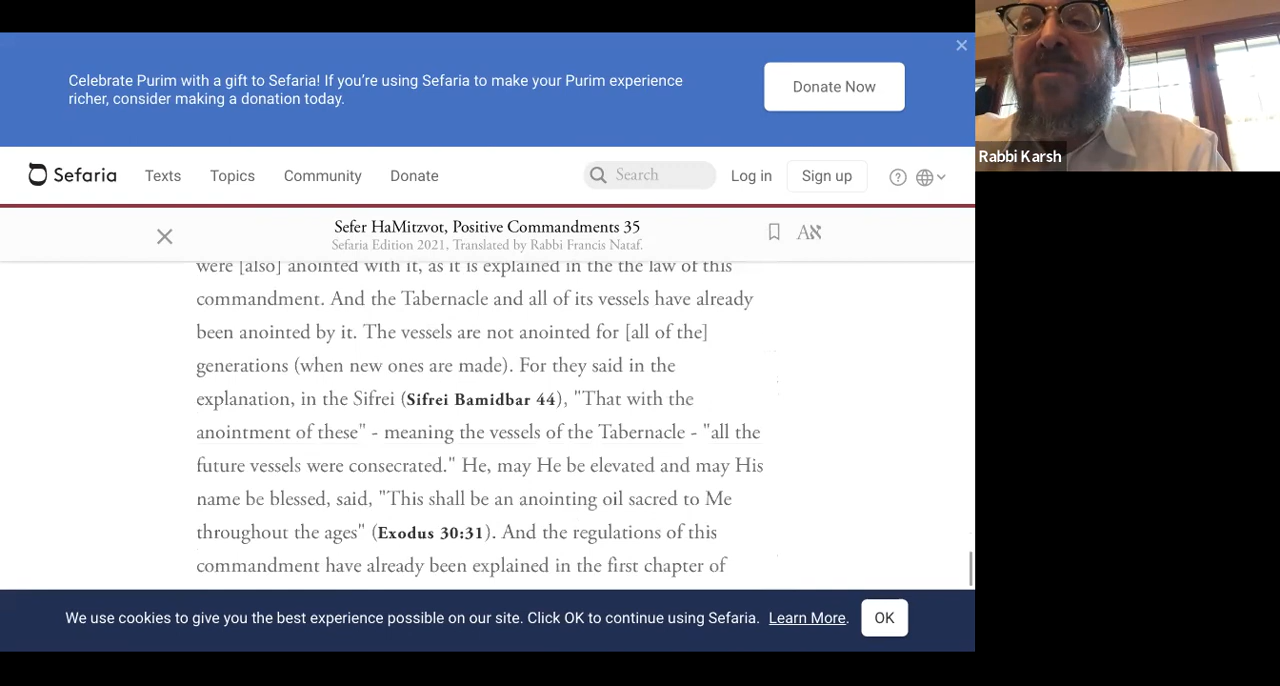 Celebrate Purim with a gift to Sefaria! If you're using Sefaria to make your Purim experience
richer, consider making a donation today.
Donate Now
Rabbi Karsh
Sefaria Texts Topics Community Donate Search Log in Sign up
Sefer HaMitzvot, Positive Commandments 35
Sefaria Edition 2021, Translated by Rabbi Francis Nataf.
Aא
were [also] anointed with it, as it is explained in the the law of this
commandment. And the Tabernacle and all of its vessels have already
been anointed by it. The vessels are not anointed for [all of the]
generations (when new ones are made). For they said in the
explanation, in the Sifrei (Sifrei Bamidbar 44), "That with the
anointment of these" - meaning the vessels of the Tabernacle - "all the
future vessels were consecrated." He, may He be elevated and may His
name be blessed, said, "This shall be an anointing oil sacred to Me
throughout the ages" (Exodus 30:31). And the regulations of this
commandment have already been explained in the first chapter of
We use cookies to give you the best experience possible on our site. Click OK to continue using Sefaria. Learn More. OK